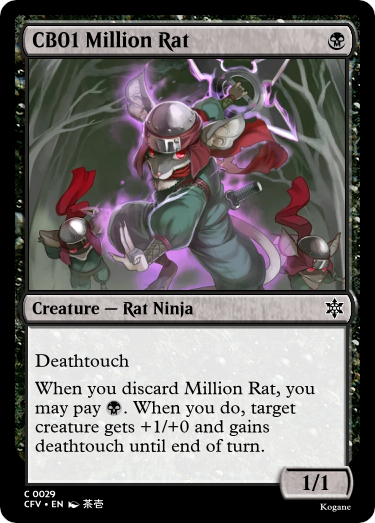 CB01 Million Rat
Creature — Rat Ninja
Deathtouch
When you discard Million Rat, you
may pay . When you do, target
creature gets +1/+0 and gains
deathtouch until end of turn.
1/1
C 0029
CFV • EN 茶壱
Kogane